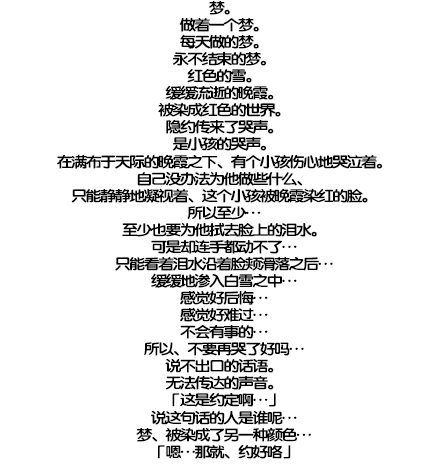 梦。
做着一个梦。
每天做的梦。
永不结束的梦。
红色的雪。
缓缓流逝的晚霞。
被染成红色的世界。
隐约传来了哭声。
是小孩的哭声。
在满布于天际的晚霞之下、有个小孩伤心地哭泣着。
自己没办法为他做些什么、
只能静静地凝视着、这个小孩被晚霞染红的脸。
所以至少…
至少也要为他拭去脸上的泪水。
可是却连手都动不了…
只能看着泪水沿着脸颊滑落之后…
缓缓地渗入白雪之中…
感觉好后悔…
感觉好难过…
不会有事的…
所以、不要再哭了好吗…
说不出口的话语。
无法传达的声音。
「这是约定啊…」
说这句话的人是谁呢…
梦、被染成了另一种颜色…
「嗯…那就、约好咯」